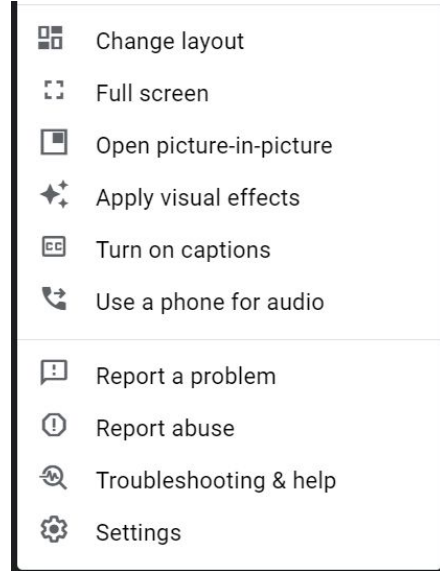 Change layout
Full screen
Open picture-in-picture
Apply visual effects
CC Turn on captions
Use a phone for audio
Report a problem
Report abuse
Troubleshooting & help
Settings